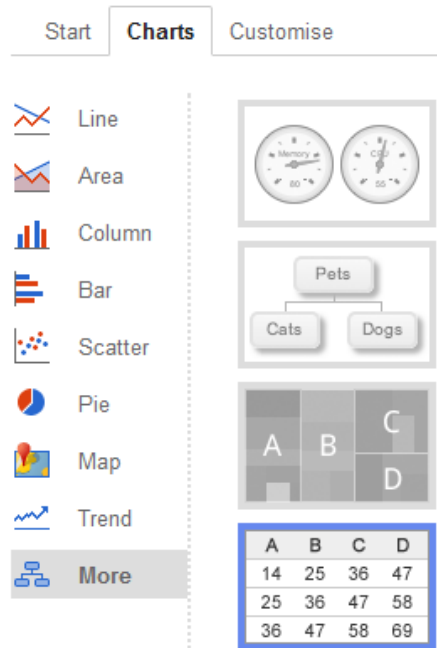 Start Charts Customise
Line
Area
Column
Bar
Scatter
Pie
Map
Trend
More
Memory CPU
80 55
Pets
Cats Dogs
A B C
D
A B C D
14 25 36 47
25 36 47 58
36 47 58 69